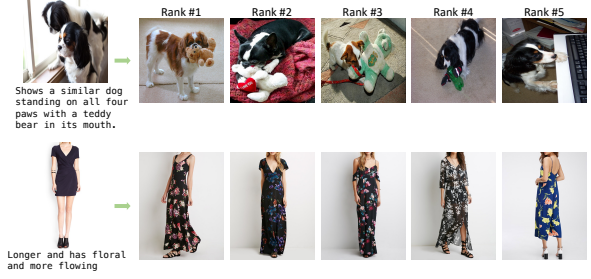 Rank #1 Rank #2 Rank #3 Rank #4 Rank #5
Shows a similar dog
standing on all four
paws with a teddy
bear in its mouth.
Longer and has floral
and more flowing